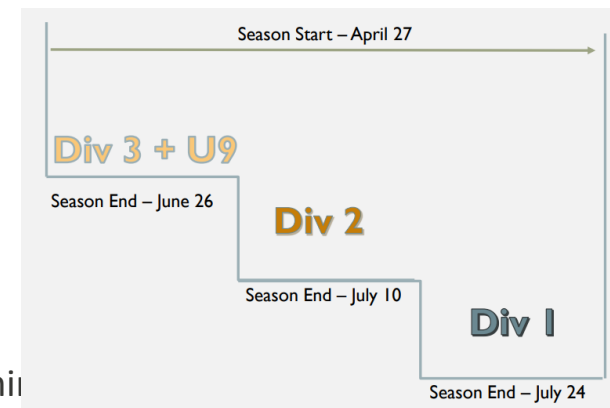 Season Start – April 27
Div 3 + U9
Season End – June 26
Div 2
Season End – July 10
Div 1
Season End – July 24